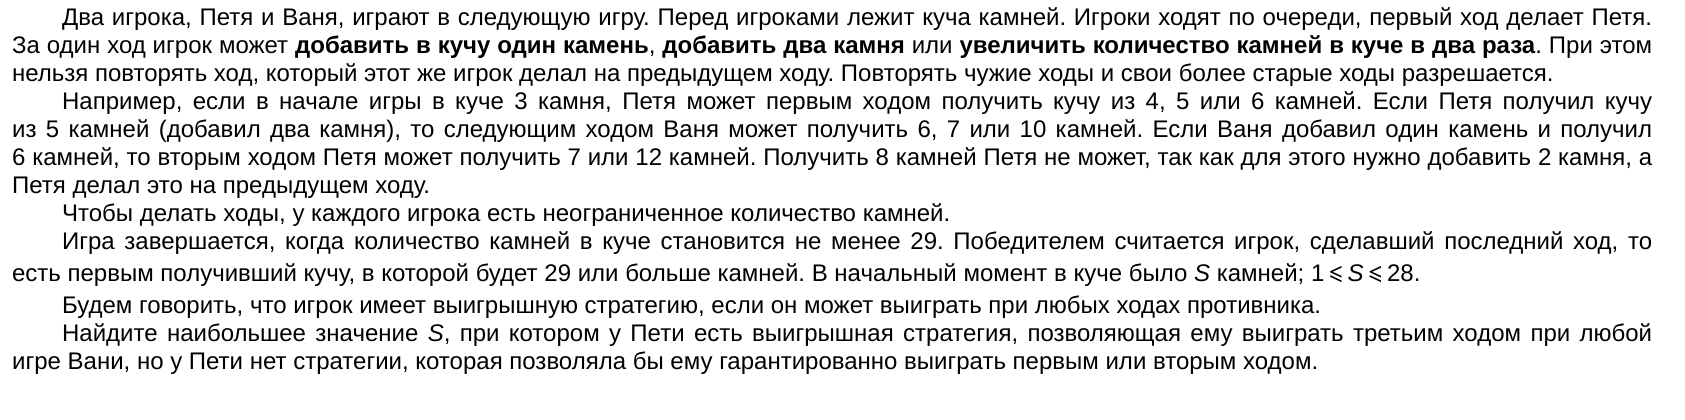 Два игрока, Петя и Ваня, играют в следующую игру. Перед игроками лежит куча камней. Игроки ходят по очереди, первый ход делает Петя.
За один ход игрок может добавить в кучу один камень, добавить два камня или увеличить количество камней в куче в два раза. При этом
нельзя повторять ход, который этот же игрок делал на предыдущем ходу. Повторять чужие ходы и свои более старые ходы разрешается.
Например, если в начале игры в куче 3 камня, Петя может первым ходом получить кучу из 4, 5 или 6 камней. Если Петя получил кучу
из 5 камней (добавил два камня), то следующим ходом Ваня может получить 6, 7 или 10 камней. Если Ваня добавил один камень и получил
6 камней, то вторым ходом Петя может получить 7 или 12 камней. Получить 8 камней Петя не может, так как для этого нужно добавить 2 камня, а
Петя делал это на предыдущем ходу.
Чтобы делать ходы, у каждого игрока есть неограниченное количество камней.
Игра завершается, когда количество камней в куче становится не менее 29. Победителем считается игрок, сделавший последний ход, то
есть первым получивший кучу, в которой будет 29 или больше камней. В начальный момент в куче было S камней; 1 ⩽ S ⩽ 28.
Будем говорить, что игрок имеет выигрышную стратегию, если он может выиграть при любых ходах противника.
Найдите наибольшее значение S, при котором у Пети есть выигрышная стратегия, позволяющая ему выиграть третьим ходом при любой
игре Вани, но у Пети нет стратегии, которая позволяла бы ему гарантированно выиграть первым или вторым ходом.